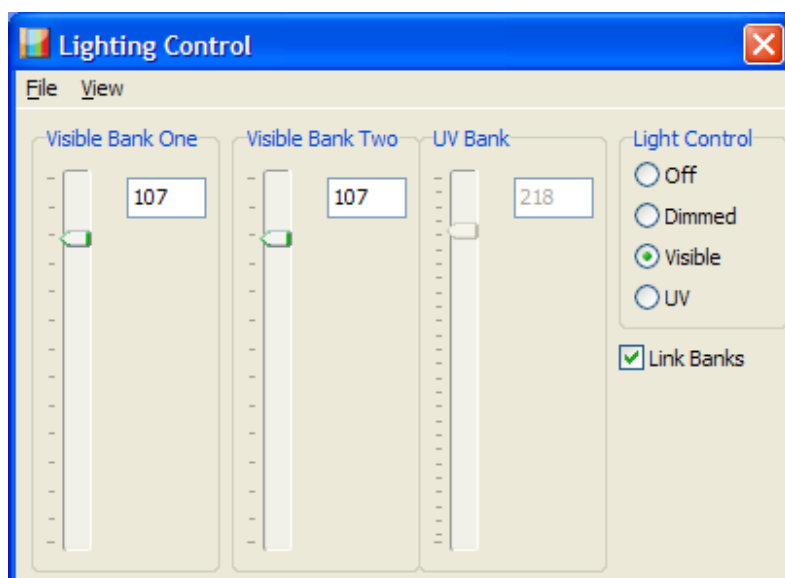 Lighting Control
File View
Visible Bank One
107
Visible Bank Two
107
UV Bank
218
Light Control
Off
Dimmed
Visible
UV
Link Banks